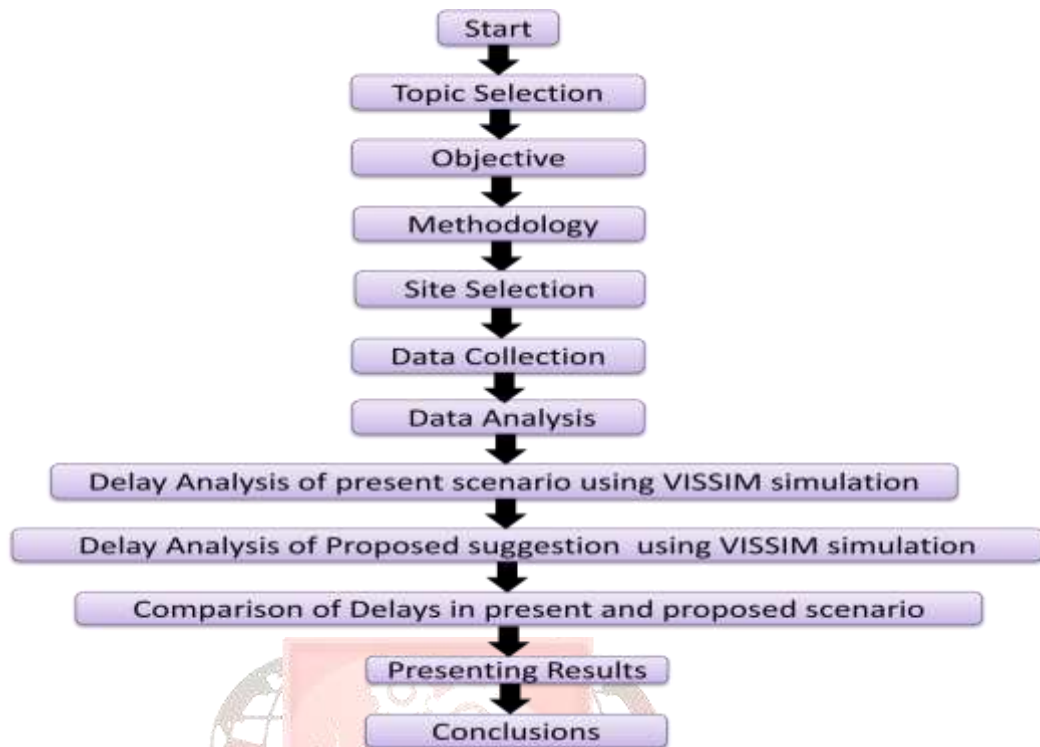 Start
Topic Selection
Objective
Methodology
Site Selection
Data Collection
Data Analysis
Delay Analysis of present scenario using VISSIM simulation
Delay Analysis of Proposed suggestion using VISSIM simulation
Comparison of Delays in present and proposed scenario
Presenting Results
Conclusions